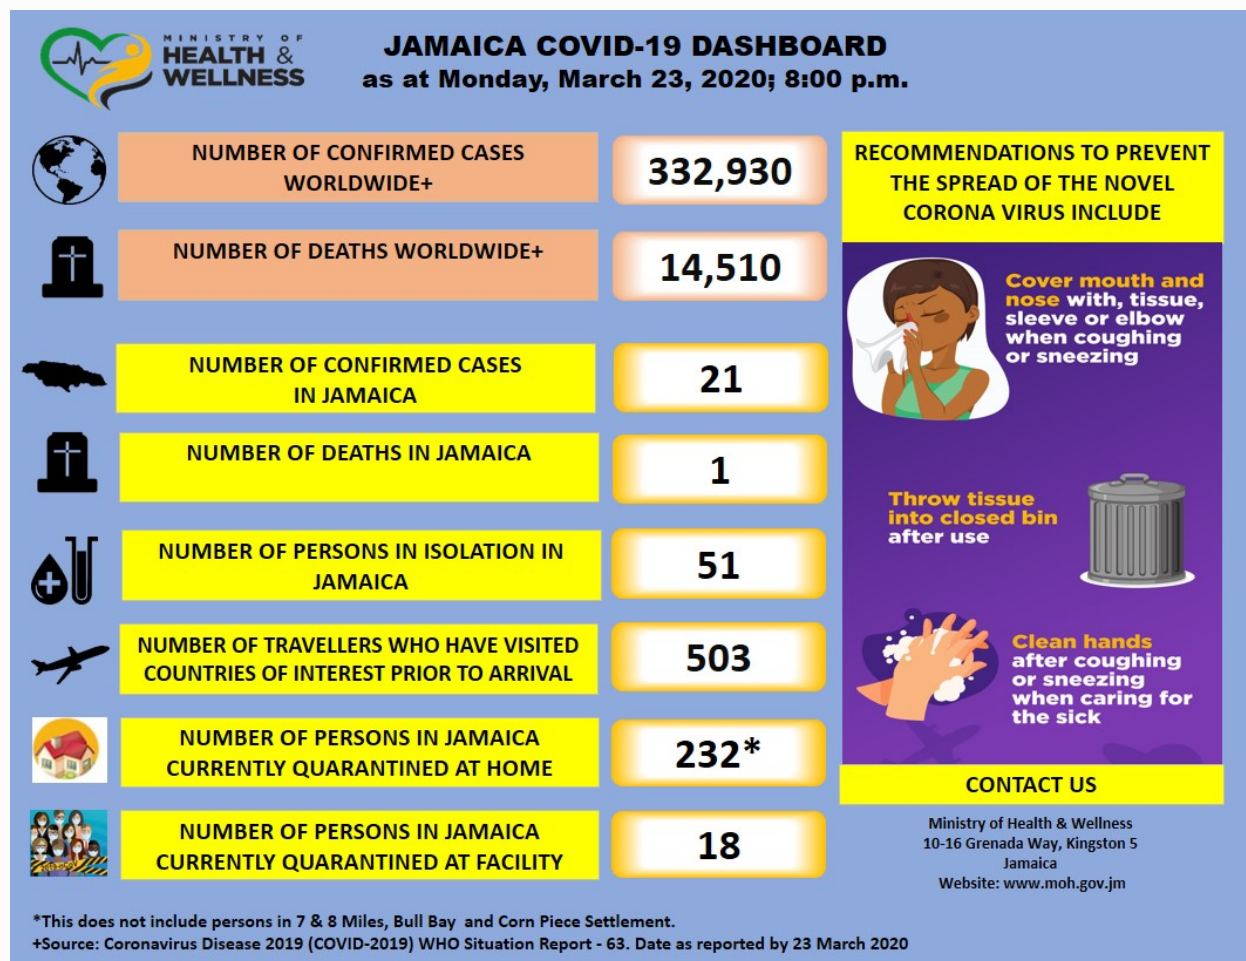 MINISTRY OF
HEALTH &
WELLNESS
JAMAICA COVID-19 DASHBOARD
as at Monday, March 23, 2020; 8:00 p.m.
NUMBER OF CONFIRMED CASES
WORLDWIDE+
332,930
NUMBER OF DEATHS WORLDWIDE+
14,510
NUMBER OF CONFIRMED CASES
IN JAMAICA
21
NUMBER OF DEATHS IN JAMAICA
1
NUMBER OF PERSONS IN ISOLATION IN
JAMAICA
51
NUMBER OF TRAVELLERS WHO HAVE VISITED
COUNTRIES OF INTEREST PRIOR TO ARRIVAL
503
NUMBER OF PERSONS IN JAMAICA
CURRENTLY QUARANTINED AT HOME
232*
NUMBER OF PERSONS IN JAMAICA
CURRENTLY QUARANTINED AT FACILITY
18
RECOMMENDATIONS TO PREVENT
THE SPREAD OF THE NOVEL
CORONA VIRUS INCLUDE
Cover mouth and
nose with, tissue,
sleeve or elbow
when coughing
or sneezing
Throw tissue
into closed bin
after use
Clean hands
after coughing
or sneezing
when caring for
the sick
CONTACT US
Ministry of Health & Wellness
10-16 Grenada Way, Kingston 5
Jamaica
Website: www.moh.gov.jm
*This does not include persons in 7 & 8 Miles, Bull Bay and Corn Piece Settlement.
+Source: Coronavirus Disease 2019 (COVID-2019) WHO Situation Report - 63. Date as reported by 23 March 2020